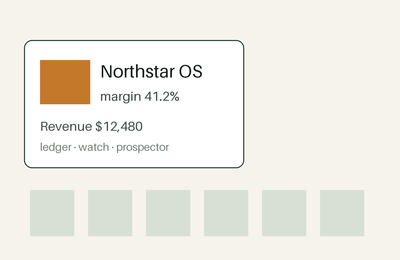 Northstar OS
margin 41.2%
Revenue $12,480
ledger · watch · prospector